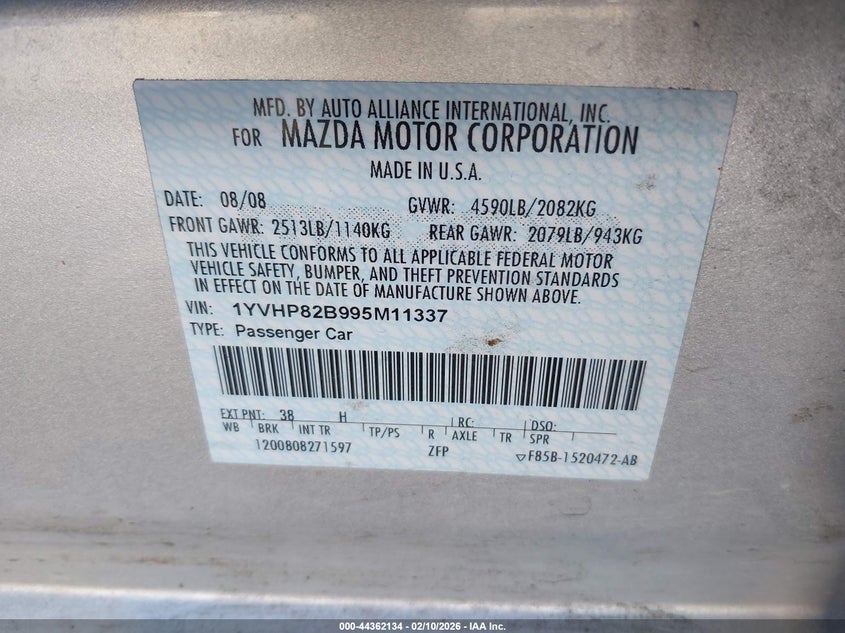 MFD. BY AUTO ALLIANCE INTERNATIONAL, INC.
FOR MAZDA MOTOR CORPORATION
MADE IN U.S.A.
DATE: 08/08 GVWR: 4590LB/2082KG
FRONT GAWR: 2513LB/1140KG REAR GAWR: 2079LB/943KG
THIS VEHICLE CONFORMS TO ALL APPLICABLE FEDERAL MOTOR
VEHICLE SAFETY, BUMPER, AND THEFT PREVENTION STANDARDS
IN EFFECT ON THE DATE OF MANUFACTURE SHOWN ABOVE.
VIN: 1YVHP82B995M11337
TYPE: Passenger Car
EXT PNT: 38 H RC: DSO:
WB BRK INT TR TP/PS R AXLE TR SPR
1200808271597 ZFP ▽F85B-1520472-AB
000-44362134 - 02/10/2026 - IAA Inc.